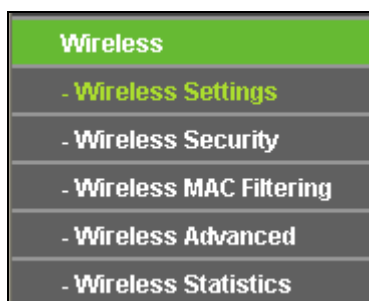 Wireless
- Wireless Settings
- Wireless Security
- Wireless MAC Filtering
- Wireless Advanced
- Wireless Statistics